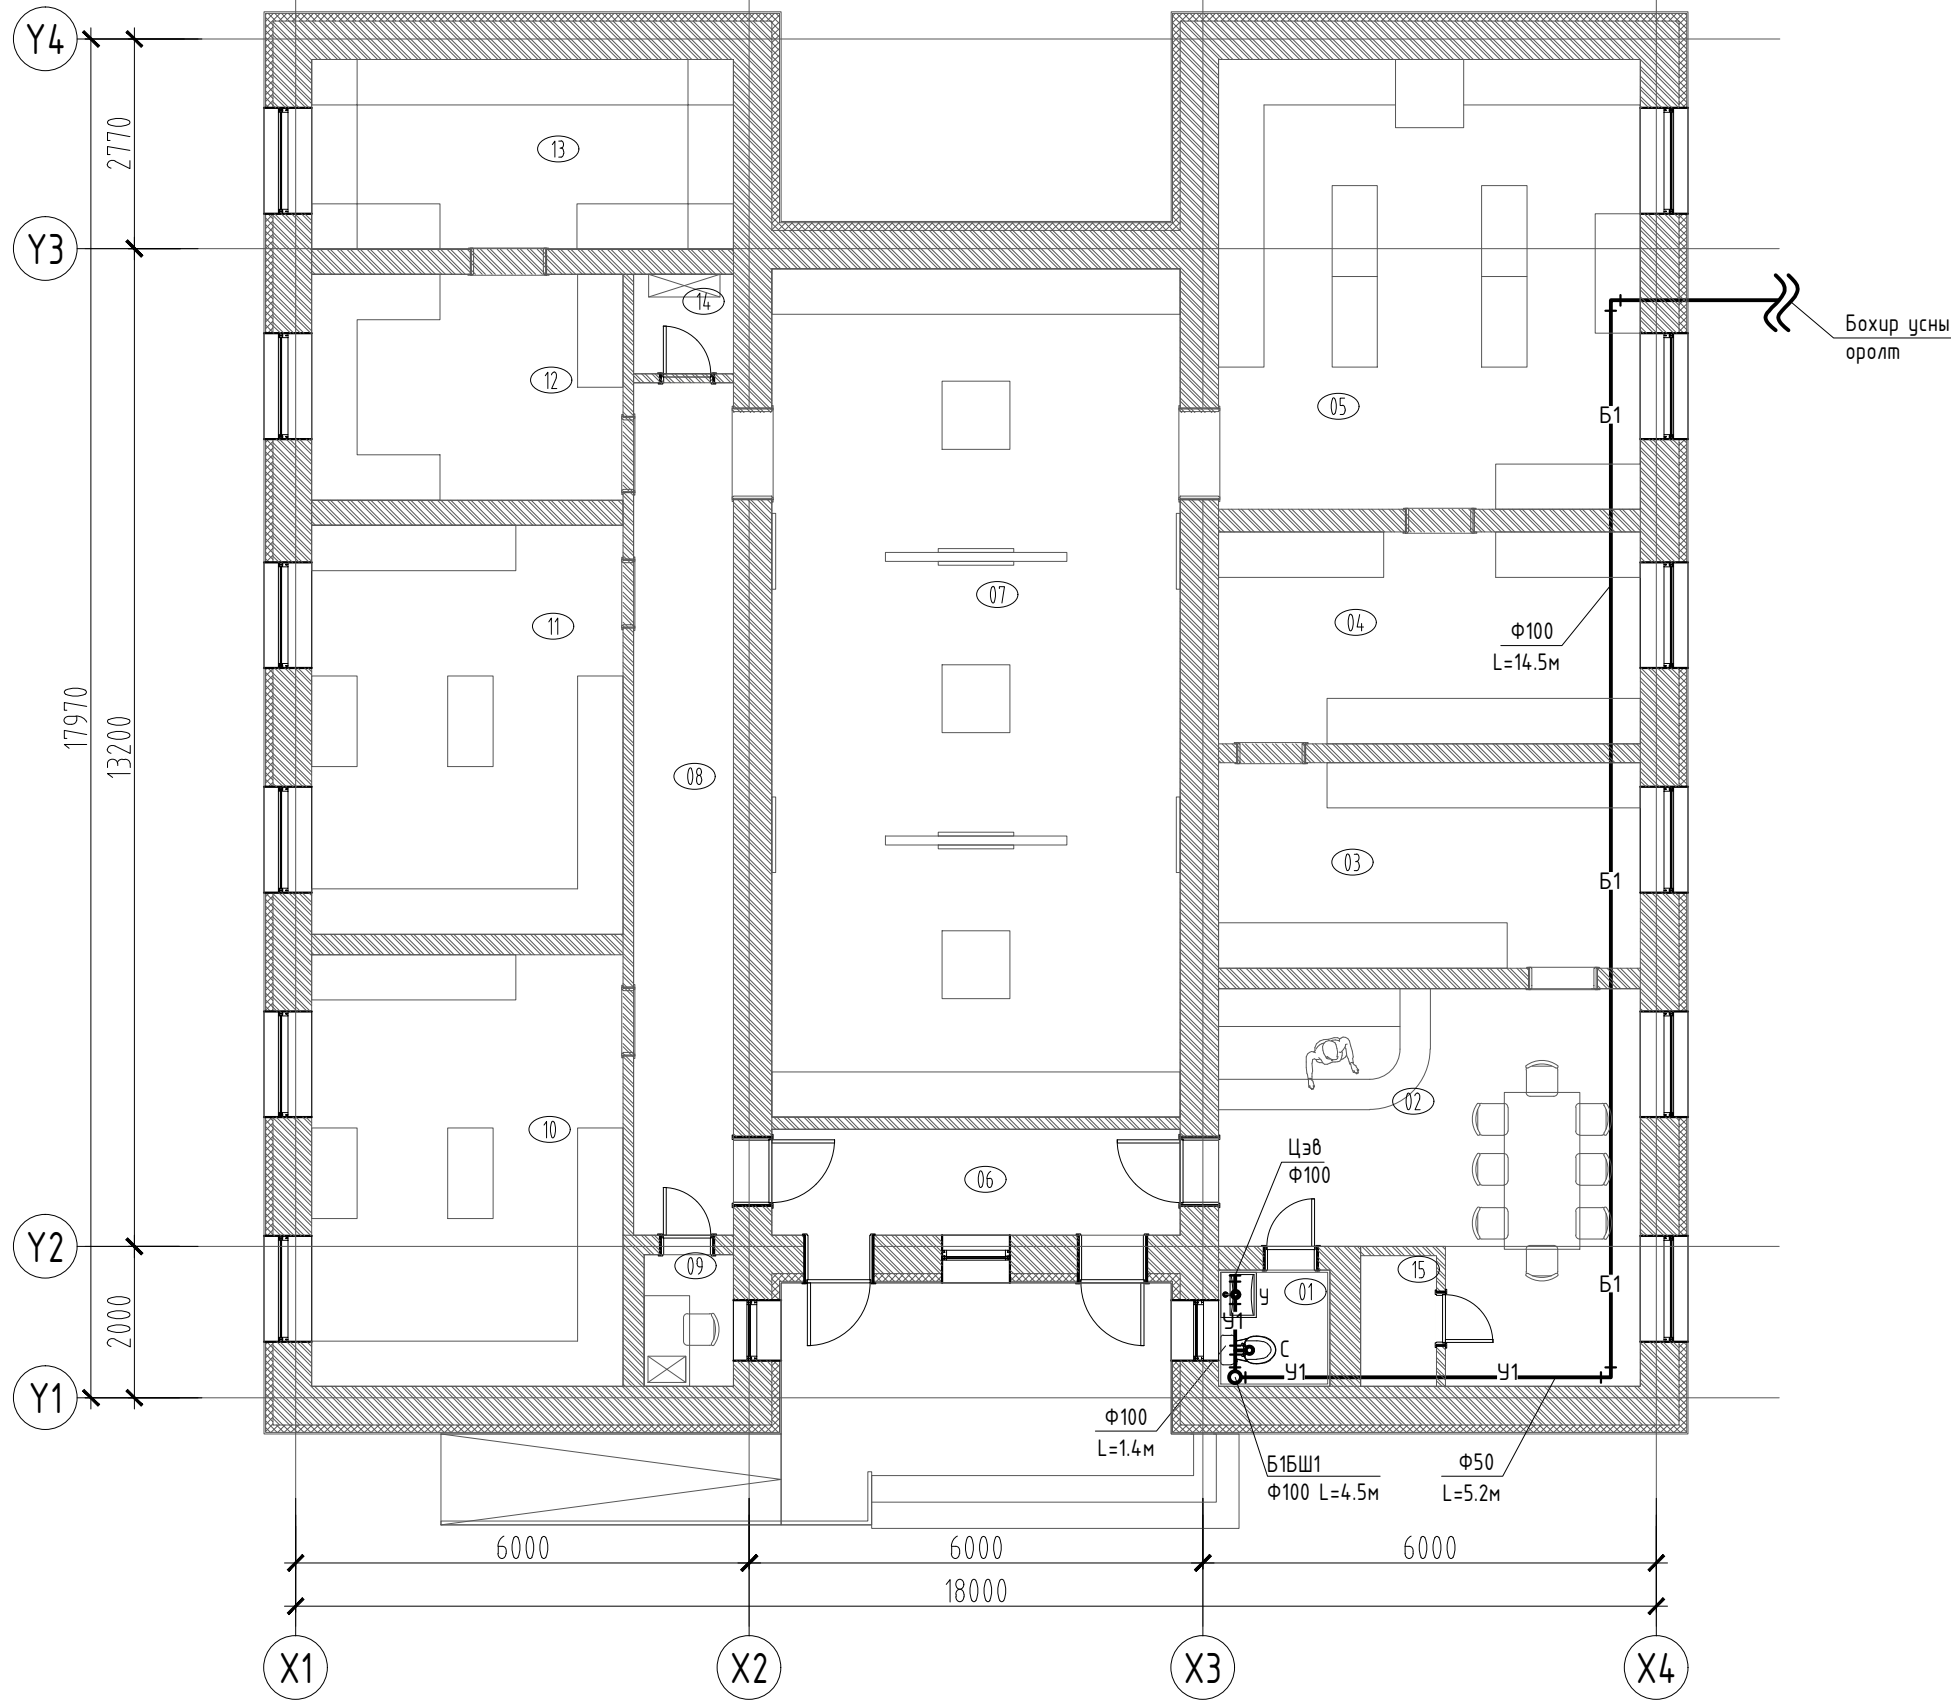 Y4
2770
13
Y3
14
12
05
Бохир усны
оролт
Б1
11
07
04
Ф100
L=14.5м
17970
13200
08
03
Б1
10
02
06
Цэв
Ф100
Y2
09
01
15
2000
У
У1
С
Б1
Y1
У1
У1
Ф100
L=1.4м
Б1БШ1
Ф100 L=4.5м
Ф50
L=5.2м
6000
6000
6000
18000
X1
X2
X3
X4